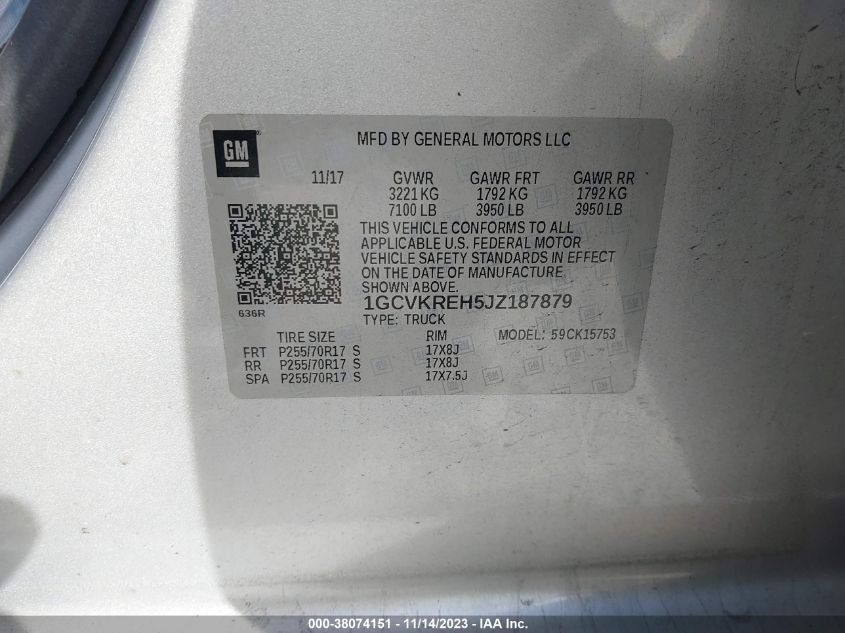 GM
MFD BY GENERAL MOTORS LLC
11/17 GVWR GAWR FRT GAWR RR
3221 KG 1792 KG 1792 KG
7100 LB 3950 LB 3950 LB
THIS VEHICLE CONFORMS TO ALL
APPLICABLE U.S. FEDERAL MOTOR
VEHICLE SAFETY STANDARDS IN EFFECT
ON THE DATE OF MANUFACTURE
SHOWN ABOVE.
636R
1GCVKREH5JZ187879
TYPE: TRUCK
TIRE SIZE RIM MODEL: 59CK15753
FRT P255/70R17 S 17X8J
RR P255/70R17 S 17X8J
SPA P255/70R17 S 17X7.5J
000-38074151 - 11/14/2023 - IAA Inc.